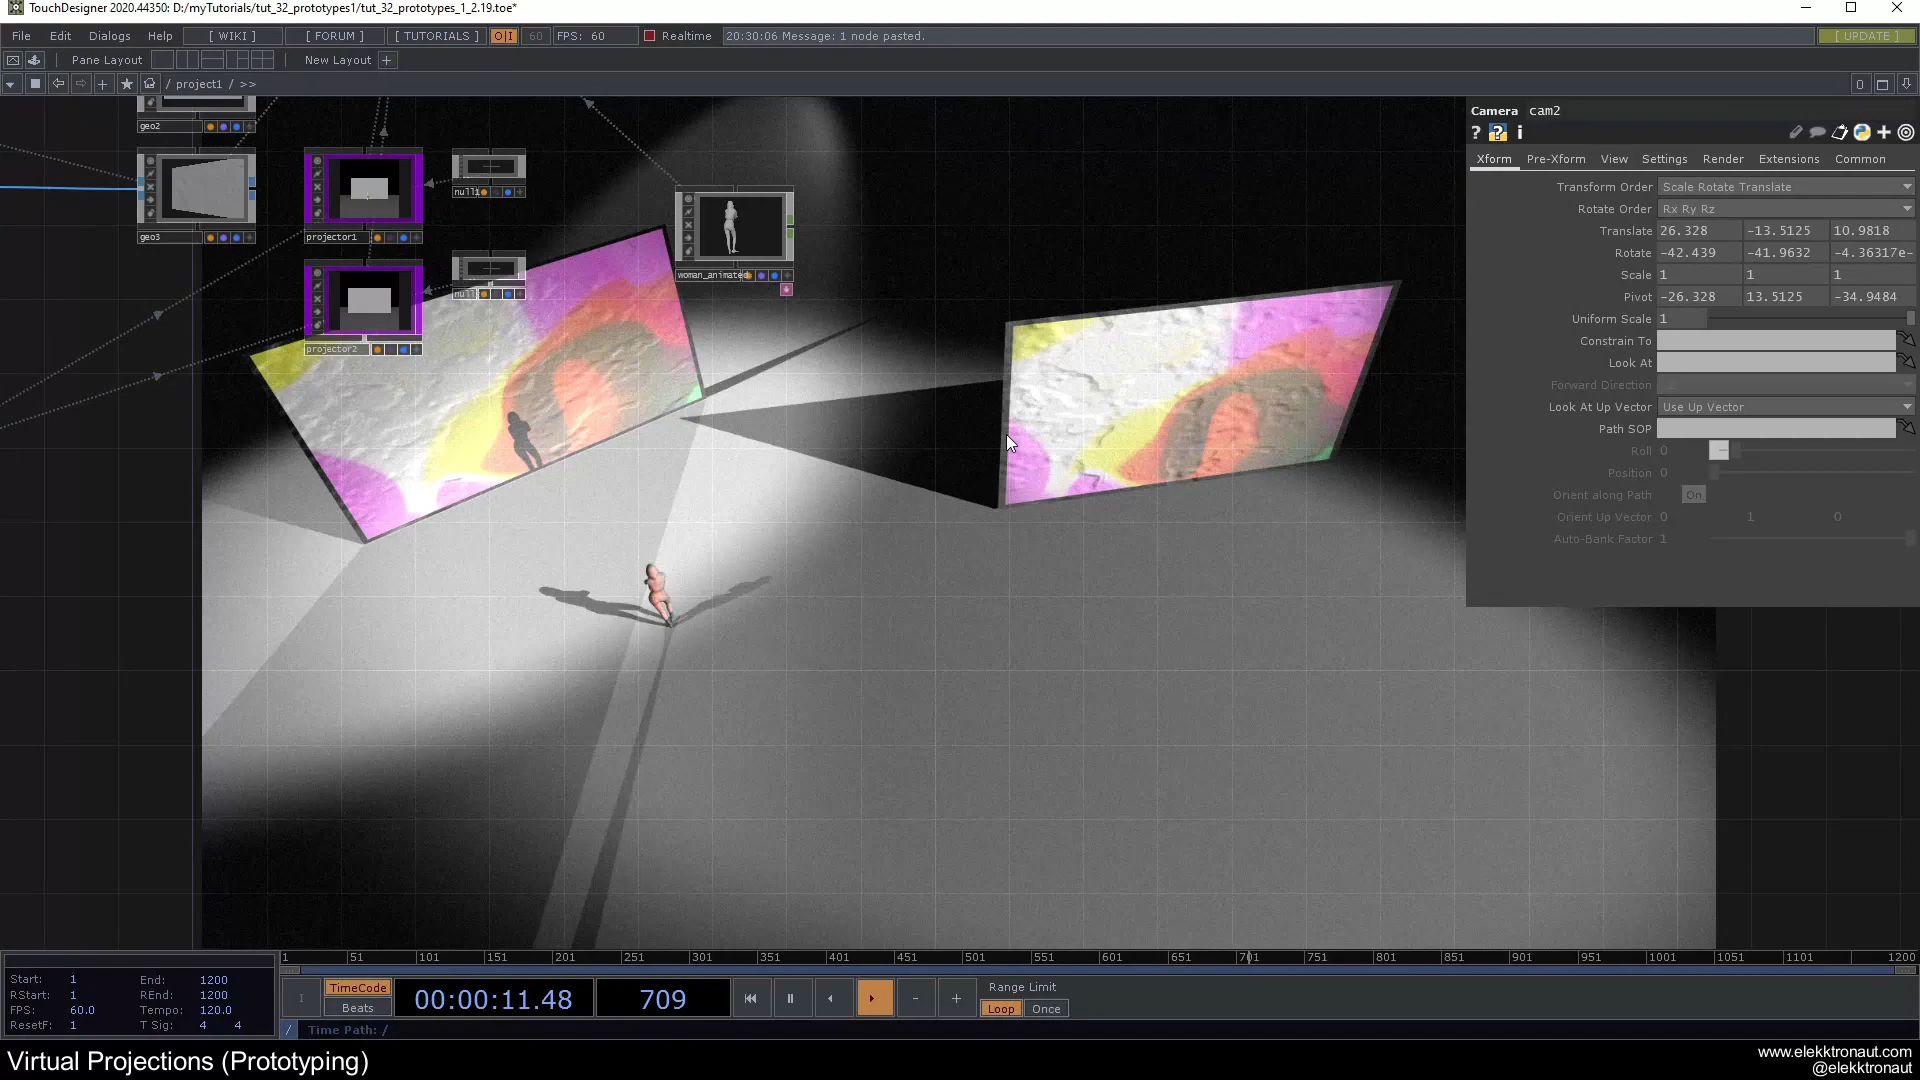 TouchDesigner 2020.44350: D:/myTutorials/tut_32_prototypes1/tut_32_prototypes_1_2.19.toe*
File Edit Dialogs Help [ WIKI ] [ FORUM ] [ TUTORIALS ] O|I 60 FPS: 60 Realtime 20:30:06 Message: 1 node pasted. [ UPDATE ]
Pane Layout New Layout +
/ project1 / >> 0
geo2
geo3
projector1
null1
projector2
woman_animated
Camera cam2
? ? i
Xform Pre-Xform View Settings Render Extensions Common
Transform Order Scale Rotate Translate
Rotate Order Rx Ry Rz
Translate 26.328 -13.5125 10.9818
Rotate -42.439 -41.9632 -4.36317e-
Scale 1 1 1
Pivot -26.328 13.5125 -34.9484
Uniform Scale 1
Constrain To
Look At
Forward Direction
Look At Up Vector Use Up Vector
Path SOP
Roll 0
Position 0
Orient along Path On
Orient Up Vector 0 1 0
Auto-Bank Factor 1
1 51 101 151 201 251 301 351 401 451 501 551 601 651 701 751 801 851 901 951 1001 1051 1101 1200
Start: 1 End: 1200
RStart: 1 REnd: 1200
FPS: 60.0 Tempo: 120.0
ResetF: 1 T Sig: 4 4
I TimeCode Beats 00:00:11.48 709 - +
Range Limit
Loop Once
/ Time Path: /
Virtual Projections (Prototyping)
www.elekktronaut.com
@elekktronaut